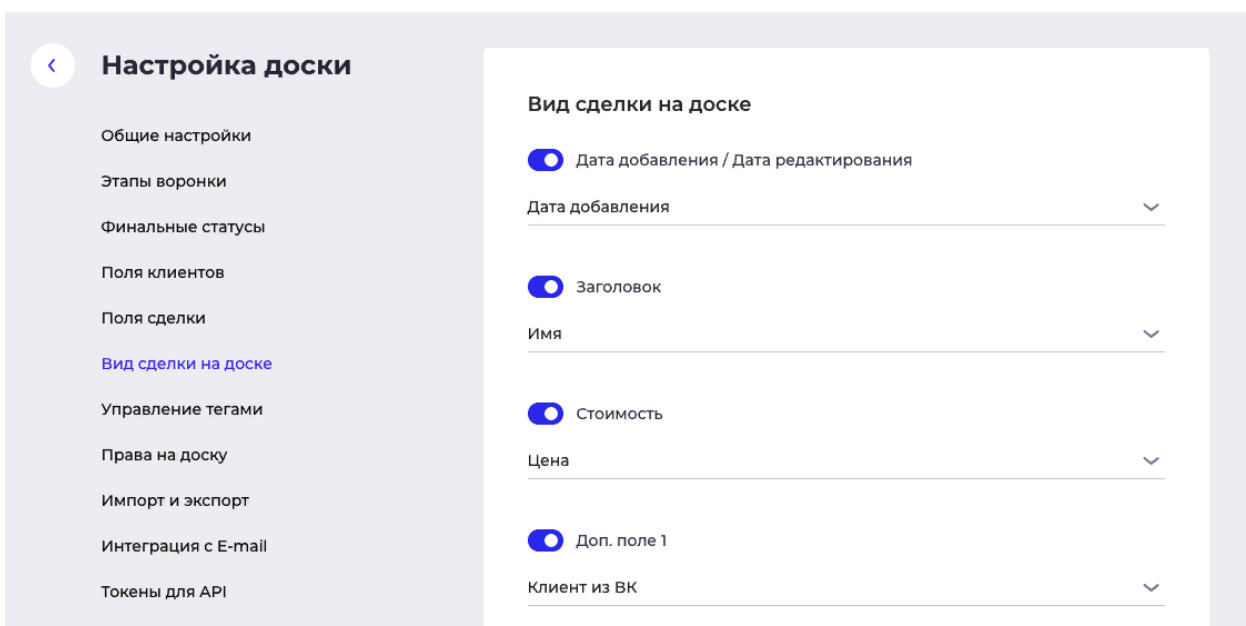 Настройка доски
Общие настройки
Этапы воронки
Финальные статусы
Поля клиентов
Поля сделки
Вид сделки на доске
Управление тегами
Права на доску
Импорт и экспорт
Интеграция с E-mail
Токены для API
Вид сделки на доске
Дата добавления / Дата редактирования
Дата добавления
Заголовок
Имя
Стоимость
Цена
Доп. поле 1
Клиент из ВК